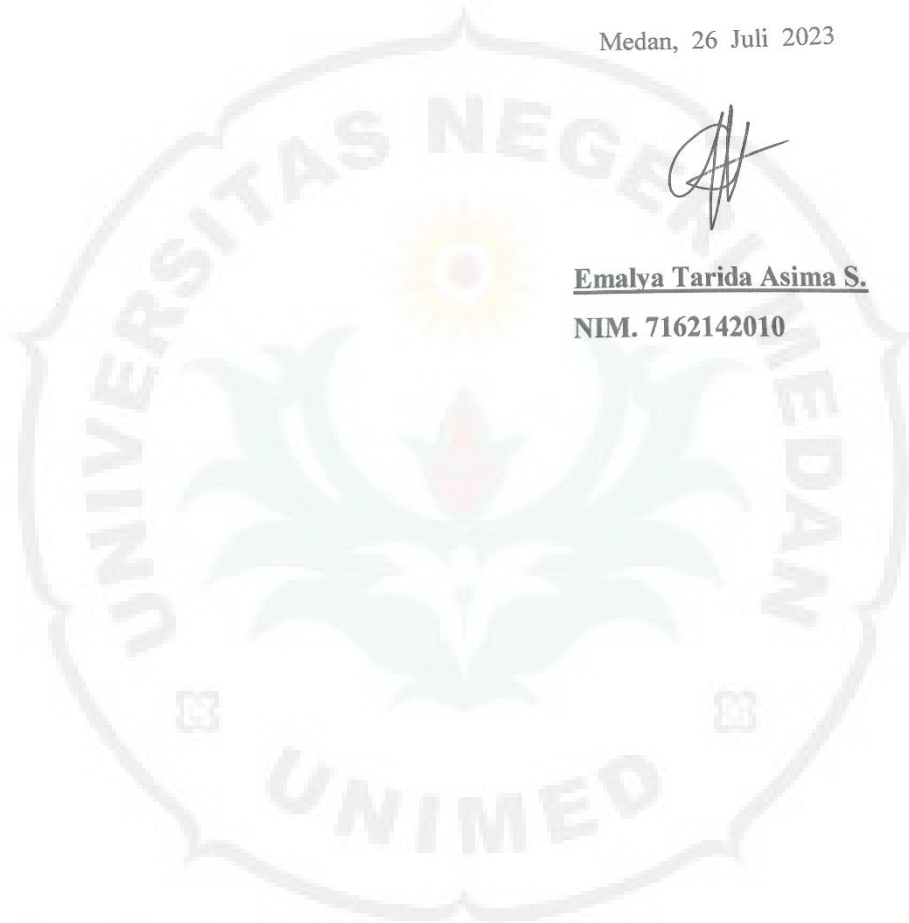 Medan, 26 Juli 2023
Emalya Tarida Asima S.
NIM. 7162142010
UNIVERSITAS NEGERI MEDAN
UNIMED